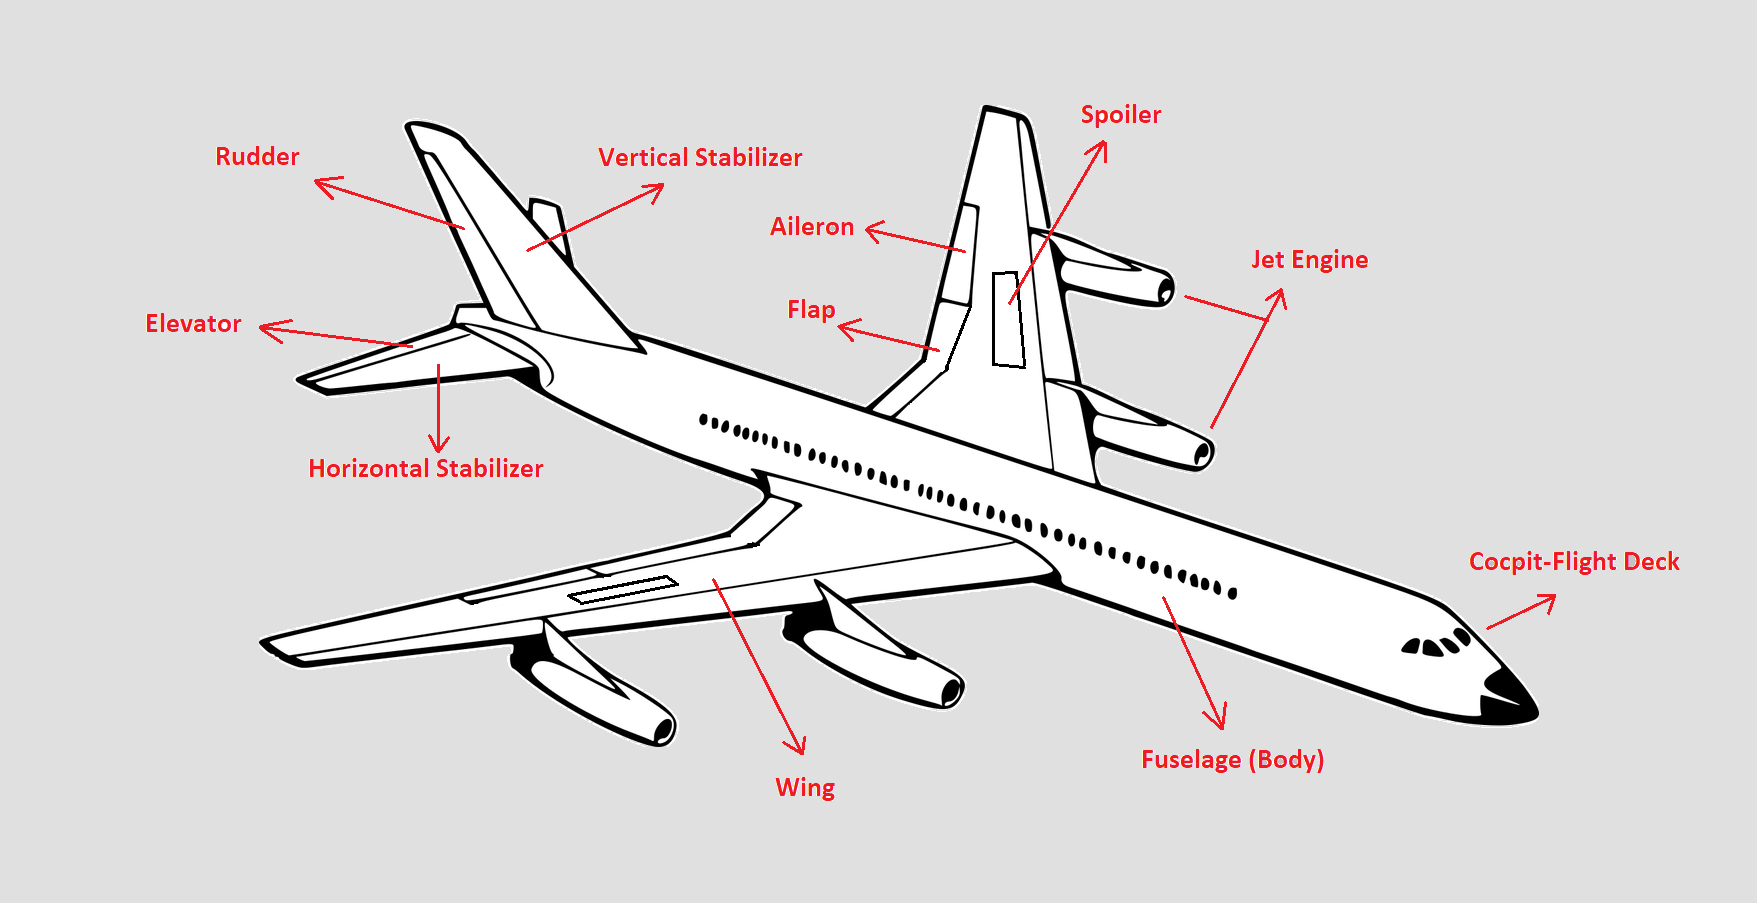 Spoiler
Rudder
Vertical Stabilizer
Aileron
Jet Engine
Flap
Elevator
Horizontal Stabilizer
Cocpit-Flight Deck
Fuselage (Body)
Wing